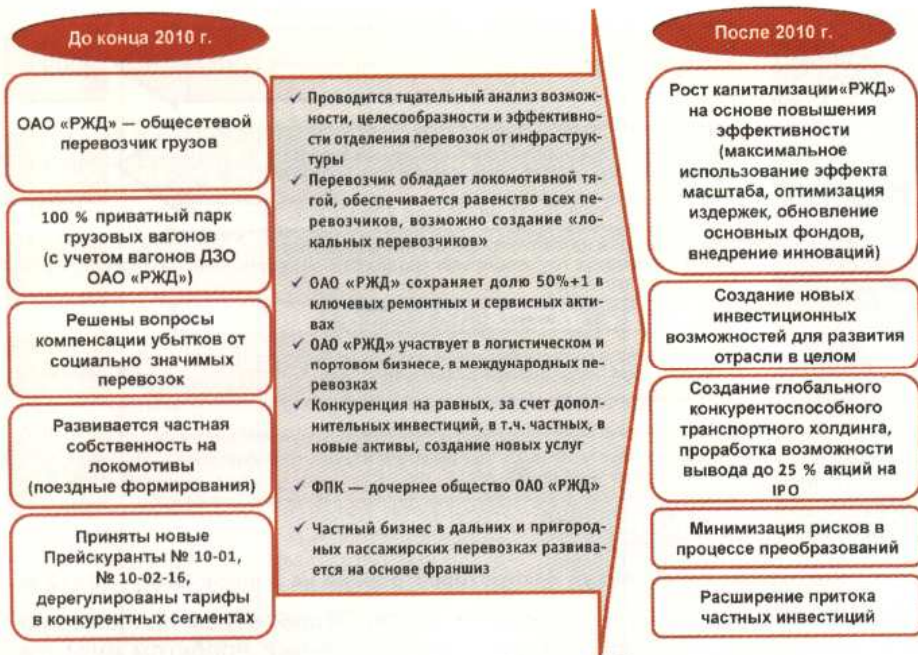 До конца 2010 г.
ОАО «РЖД» — общесетевой
перевозчик грузов
100 % приватный парк
грузовых вагонов
(с учетом вагонов ДЗО
ОАО «РЖД»)
Решены вопросы
компенсации убытков от
социально значимых
перевозок
Развивается частная
собственность на
локомотивы
(поездные формирования)
Приняты новые
Прейскуранты № 10-01,
№ 10-02-16,
дерегулированы тарифы
в конкурентных сегментах
✓ Проводится тщательный анализ возмож-
ности, целесообразности и эффективно-
сти отделения перевозок от инфраструк-
туры
✓ Перевозчик обладает локомотивной тя-
гой, обеспечивается равенство всех пе-
ревозчиков, возможно создание «ло-
кальных перевозчиков»
✓ ОАО «РЖД» сохраняет долю 50%+1 в
ключевых ремонтных и сервисных акти-
вах
✓ ОАО «РЖД» участвует в логистическом и
портовом бизнесе, в международных пе-
ревозках
✓ Конкуренция на равных, за счет допол-
нительных инвестиций, в т.ч. частных, в
новые активы, создание новых услуг
✓ ФПК — дочернее общество ОАО «РЖД»
✓ Частный бизнес в дальних и пригород-
ных пассажирских перевозках развива-
ется на основе франшиз
После 2010 г.
Рост капитализации«РЖД»
на основе повышения
эффективности
(максимальное
использование эффекта
масштаба, оптимизация
издержек, обновление
основных фондов,
внедрение инноваций)
Создание новых
инвестиционных
возможностей для развития
отрасли в целом
Создание глобального
конкурентоспособного
транспортного холдинга,
проработка возможности
вывода до 25 % акций на
IPO
Минимизация рисков в
процессе преобразований
Расширение притока
частных инвестиций